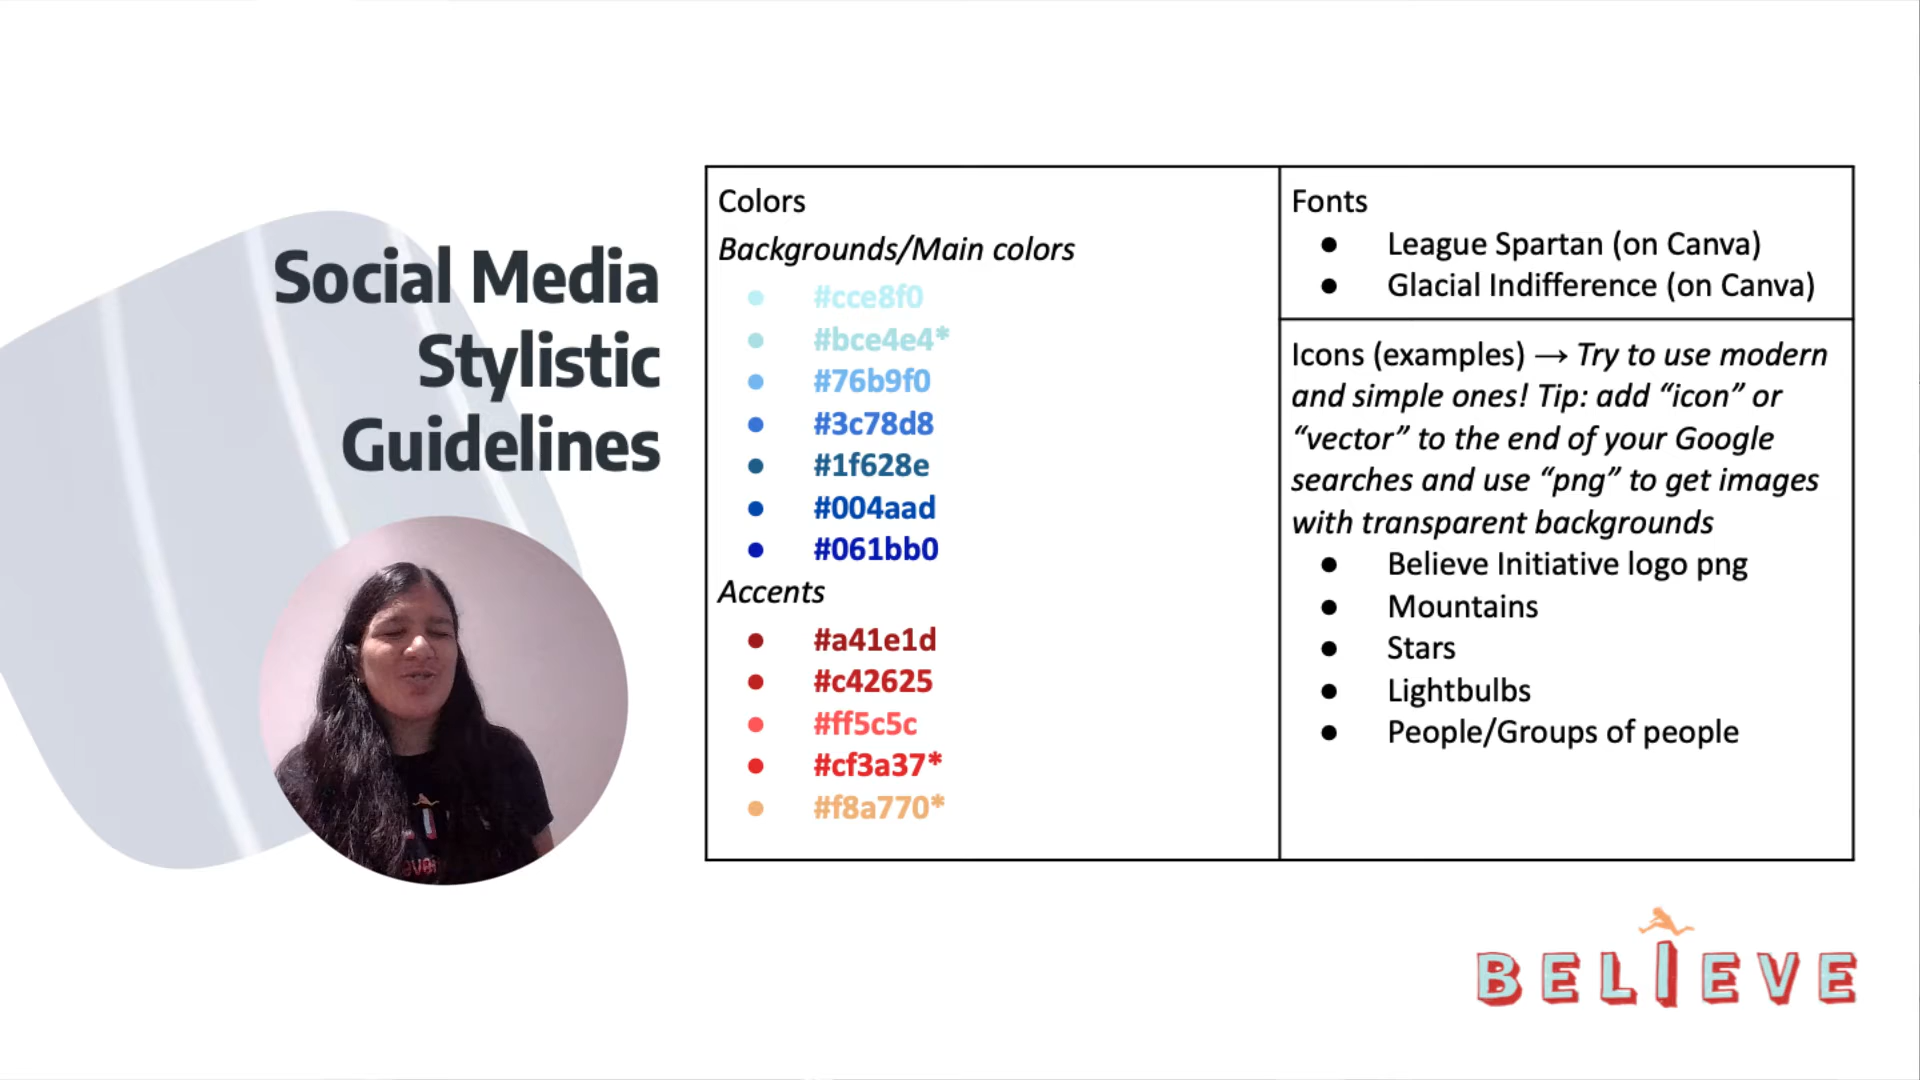 Social Media
Stylistic
Guidelines
Colors
Backgrounds/Main colors
● #cce8f0
● #bce4e4*
● #76b9f0
● #3c78d8
● #1f628e
● #004aad
● #061bb0
Accents
● #a41e1d
● #c42625
● #ff5c5c
● #cf3a37*
● #f8a770*
Fonts
● League Spartan (on Canva)
● Glacial Indifference (on Canva)
Icons (examples) → Try to use modern
and simple ones! Tip: add “icon” or
“vector” to the end of your Google
searches and use “png” to get images
with transparent backgrounds
● Believe Initiative logo png
● Mountains
● Stars
● Lightbulbs
● People/Groups of people
BELIEVE